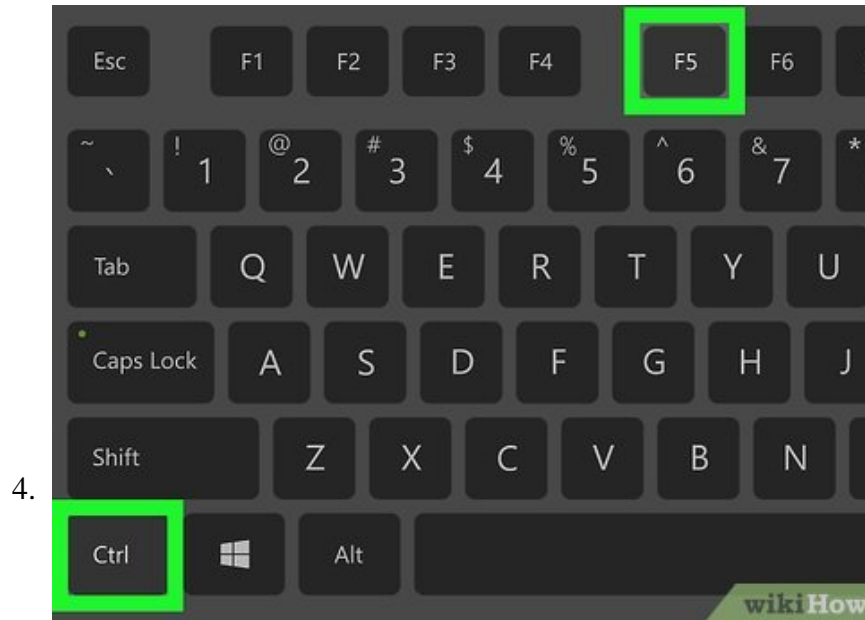 Esc F1 F2 F3 F4 F5 F6
~ ` ! 1 @ 2 # 3 $ 4 % 5 ^ 6 & 7 *
Tab Q W E R T Y U
Caps Lock A S D F G H J
Shift Z X C V B N
4.
Ctrl Alt
wikiHow